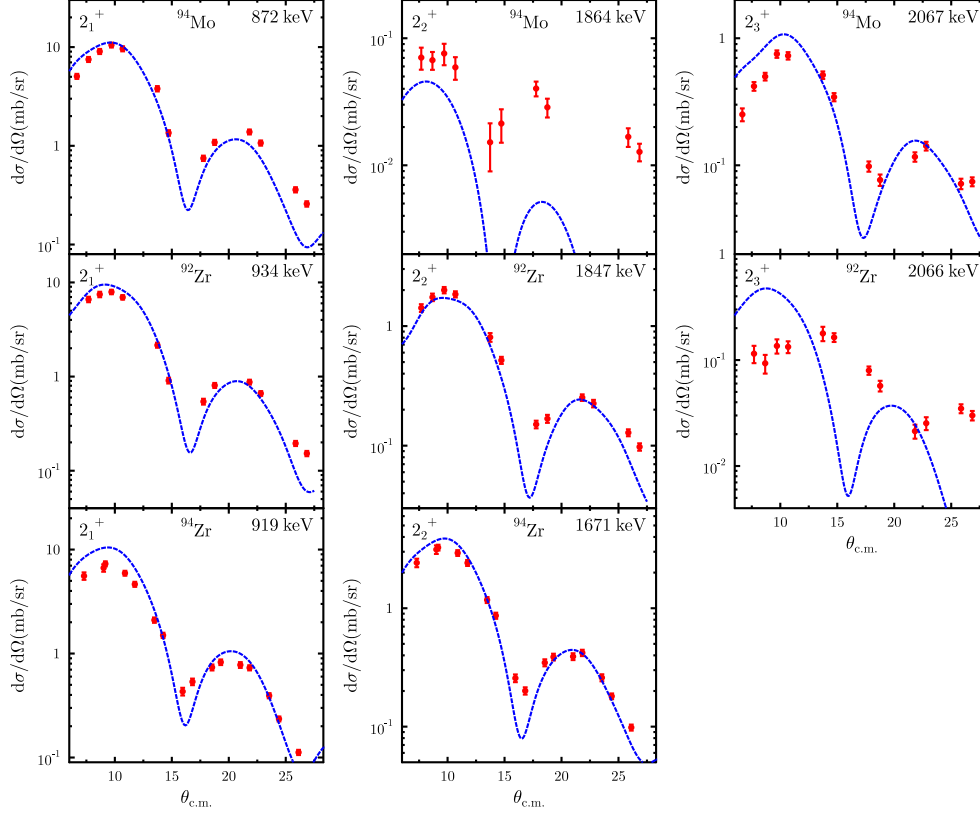 2₁⁺ ⁹⁴Mo 872 keV
dσ/dΩ(mb/sr)
10
1
10⁻¹
2₂⁺ ⁹⁴Mo 1864 keV
dσ/dΩ(mb/sr)
10⁻¹
10⁻²
2₃⁺ ⁹⁴Mo 2067 keV
dσ/dΩ(mb/sr)
1
10⁻¹
2₁⁺ ⁹²Zr 934 keV
dσ/dΩ(mb/sr)
10
1
10⁻¹
2₂⁺ ⁹²Zr 1847 keV
dσ/dΩ(mb/sr)
1
10⁻¹
2₃⁺ ⁹²Zr 2066 keV
dσ/dΩ(mb/sr)
1
10⁻¹
10⁻²
10 15 20 25
θc.m.
2₁⁺ ⁹⁴Zr 919 keV
dσ/dΩ(mb/sr)
10
1
10⁻¹
10 15 20 25
θc.m.
2₂⁺ ⁹⁴Zr 1671 keV
dσ/dΩ(mb/sr)
1
10⁻¹
10 15 20 25
θc.m.